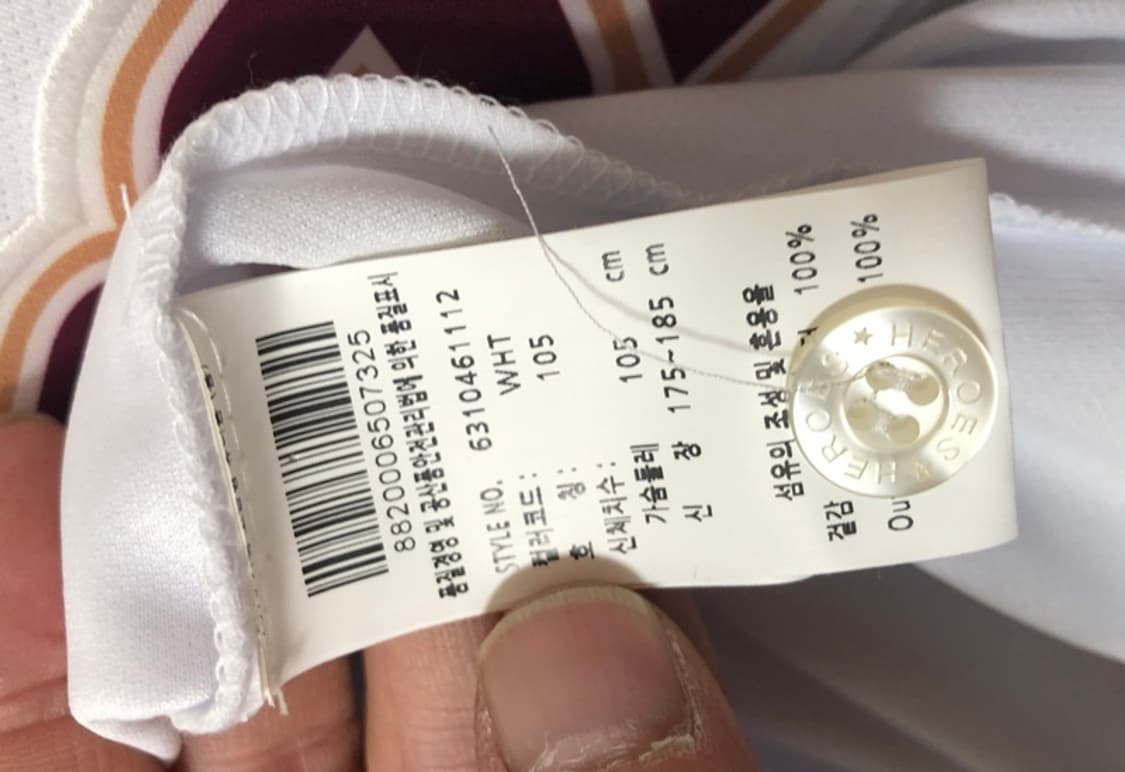 8820006507325
품질경영 및 공산품안전관리법에 의한 품질표시
STYLE NO. 6310461112
컬러코드: WHT
호 칭: 105
신체치수:
가슴둘레 105 cm
신 장 175~185 cm
섬유의 조성 및 혼용율
겉감 100%
Ou 100%
HEROES ★ HEROES ★